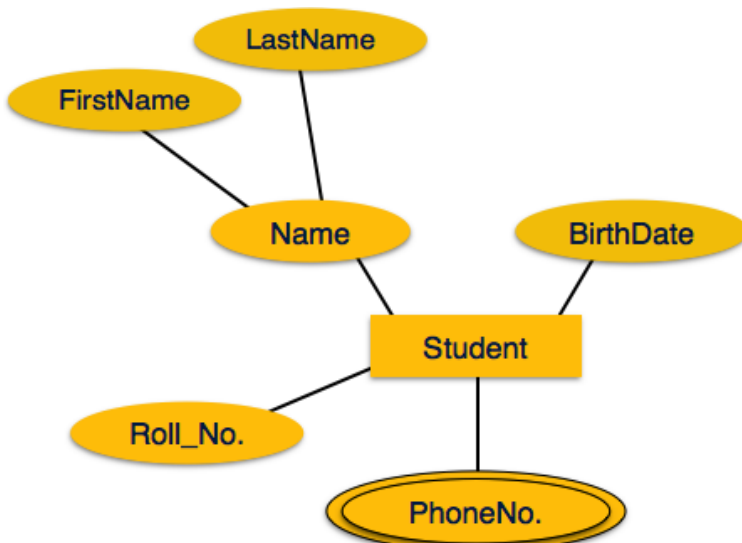 LastName
FirstName
Name
BirthDate
Student
Roll_No.
PhoneNo.